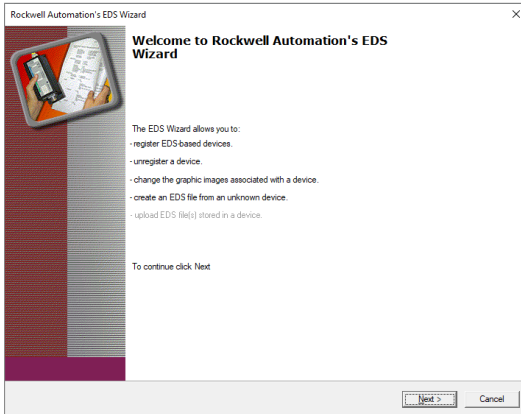 Rockwell Automation's EDS Wizard
Welcome to Rockwell Automation's EDS
Wizard
The EDS Wizard allows you to:
- register EDS-based devices.
- unregister a device.
- change the graphic images associated with a device.
- create an EDS file from an unknown device.
- upload EDS file(s) stored in a device.
To continue click Next
Next >
Cancel